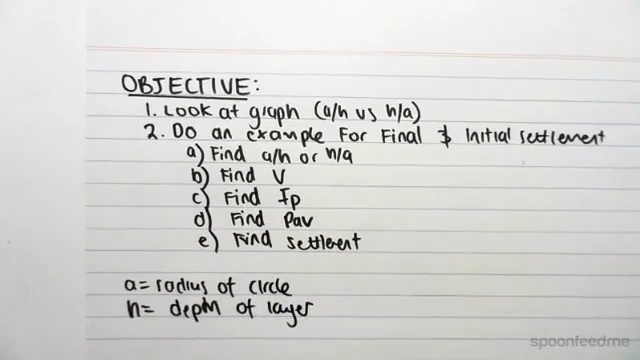 OBJECTIVE:
1. Look at graph (a/h vs h/a)
2. Do an example for Final & Initial settlement
a) Find a/h or h/a
b) Find V
c) Find Ip
d) Find Pav
e) Find settlement
a = radius of circle
h = depth of layer
spoonfeedme